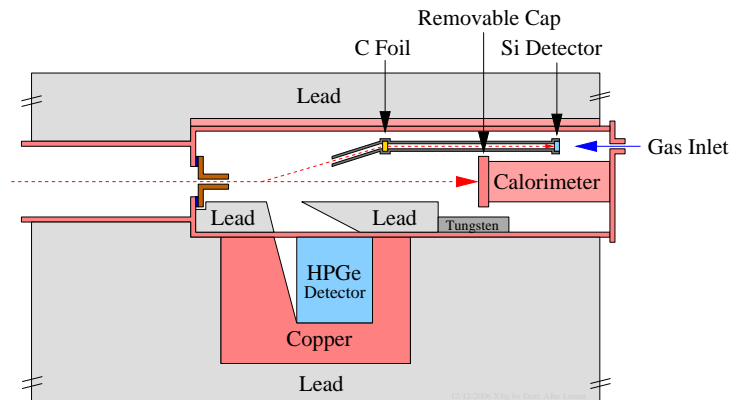 Removable Cap
C Foil
Si Detector
Lead
Gas Inlet
Calorimeter
Lead
Lead
Tungsten
HPGe
Detector
Copper
Lead